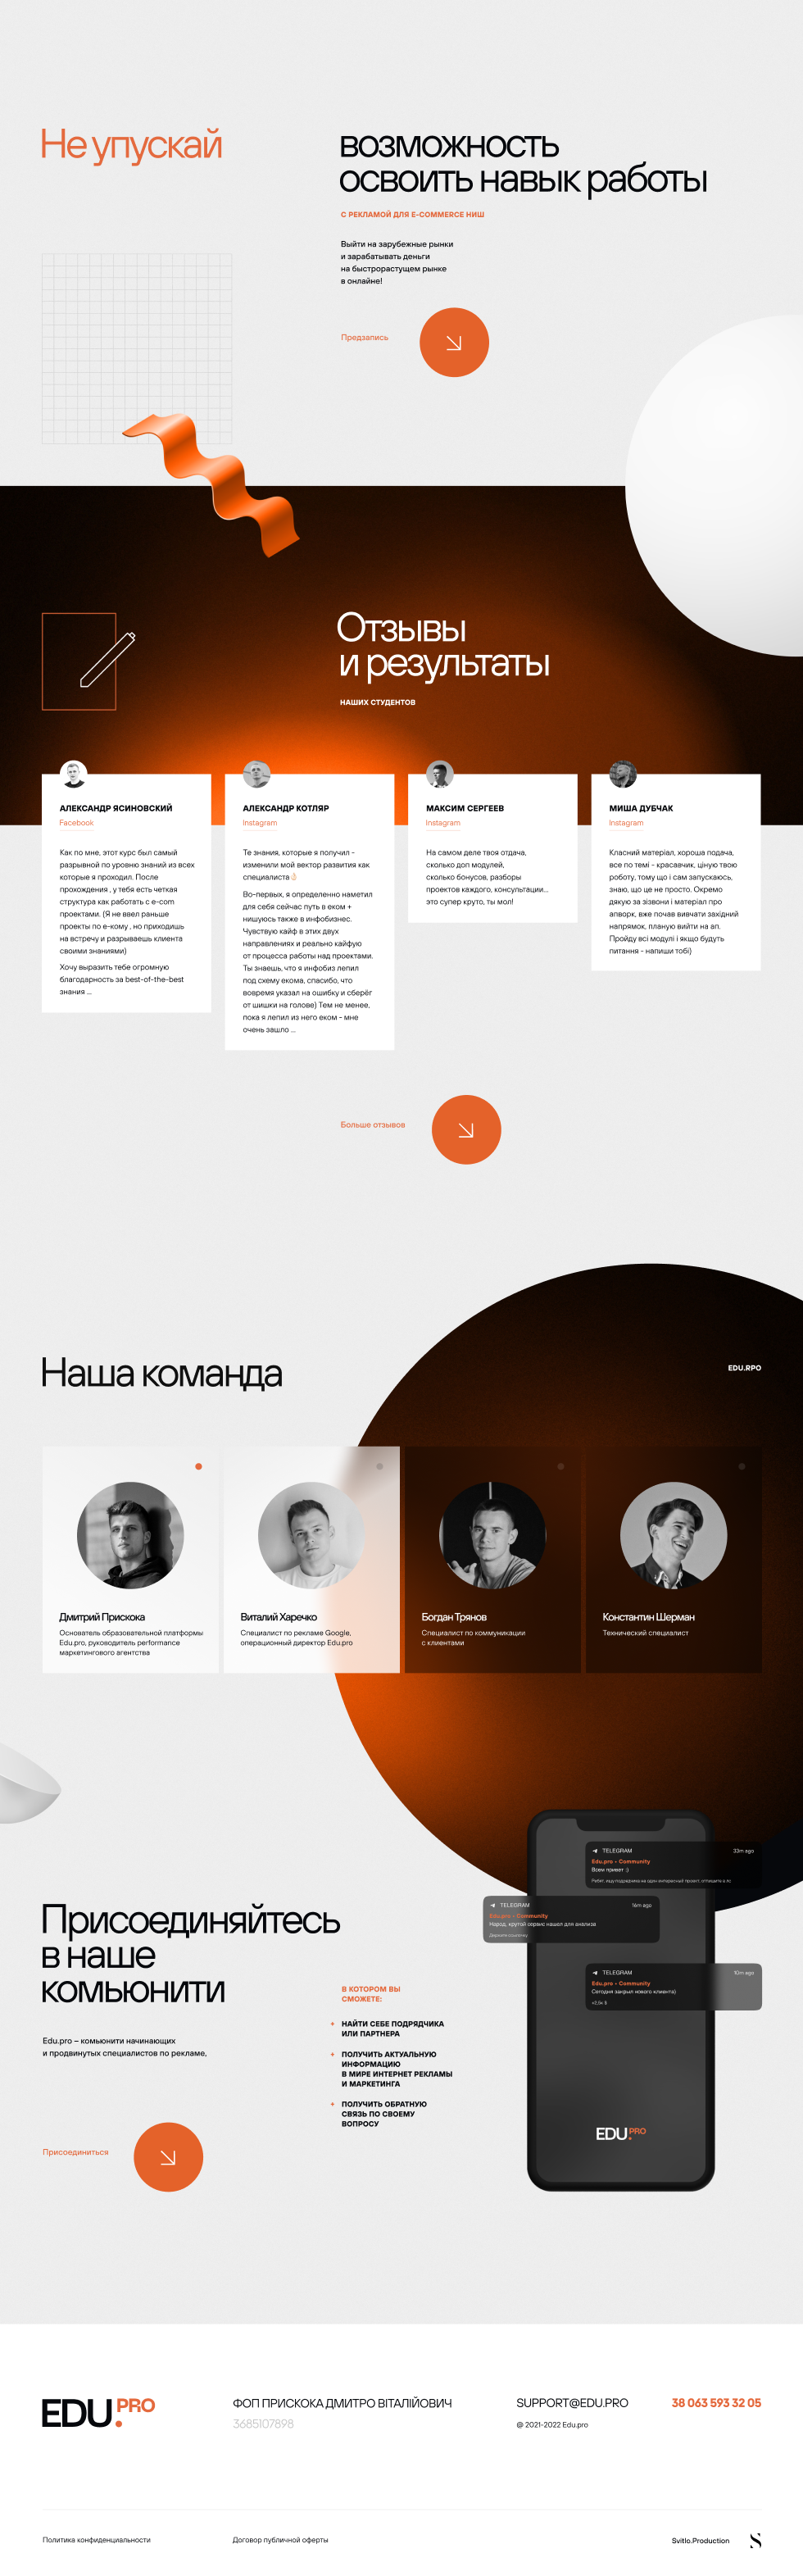 Не упускай
возможность
освоить навык работы
С РЕКЛАМОЙ ДЛЯ E-COMMERCE НИШ
Выйти на зарубежные рынки
и зарабатывать деньги
на быстрорастущем рынке
в онлайне!
Предзапись
Отзывы
и результаты
НАШИХ СТУДЕНТОВ
АЛЕКСАНДР ЯСИНОВСКИЙ
Facebook
Как по мне, этот курс был самый
разрывной по уровню знаний из всех
которые я проходил. После
прохождения , у тебя есть четкая
структура как работать с e-com
проектами. (Я не ввел раньше
проекты по e-кому , но приходишь
на встречу и разрываешь клиента
своими знаниями)
Хочу выразить тебе огромную
благодарность за best-of-the-best
знания ...
АЛЕКСАНДР КОТЛЯР
Instagram
Те знания, которые я получил -
изменили мой вектор развития как
специалиста👌
Во-первых, я определенно наметил
для себя сейчас путь в еком +
нишуюсь также в инфобизнес.
Чувствую кайф в этих двух
направлениях и реально кайфую
от процесса работы над проектами.
Ты знаешь, что я инфобиз лепил
под схему екома, спасибо, что
вовремя указал на ошибку и сберёг
от шишки на голове) Тем не менее,
пока я лепил из него еком - мне
очень зашло ...
МАКСИМ СЕРГЕЕВ
Instagram
На самом деле твоя отдача,
сколько доп модулей,
сколько бонусов, разборы
проектов каждого, консультации...
это супер круто, ты мол!
МИША ДУБЧАК
Instagram
Класний матеріал, хороша подача,
все по темі - красавчик, ціную твою
роботу, тому що і сам запускаюсь,
знаю, що це не просто. Окремо
дякую за зізвони і матеріал про
апворк, вже почав вивчати західний
напрямок, планую вийти на ап.
Пройду всі модулі і якщо будуть
питання - напиши тобі)
Больше отзывов
Наша команда
EDU.RPO
Дмитрий Прискока
Основатель образовательной платформы
Edu.pro, руководитель performance
маркетингового агентства
Виталий Харечко
Специалист по рекламе Google,
операционный директор Edu.pro
Богдан Трянов
Специалист по коммуникации
с клиентами
Константин Шерман
Технический специалист
TELEGRAM 33m ago
Edu.pro - Community
Всем привет :)
Ребят, ищу подрядчика на один интересный проект, отпишите в лс
TELEGRAM 16m ago
Edu.pro - Community
Народ, крутой сервис нашел для анализа
Держите ссылочку
TELEGRAM 10m ago
Edu.pro - Community
Сегодня закрыл нового клиента)
+2,5к $
EDU.PRO
Присоединяйтесь
в наше
комьюнити
Edu.pro – комьюнити начинающих
и продвинутых специалистов по рекламе,
В КОТОРОМ ВЫ
СМОЖЕТЕ:
+ НАЙТИ СЕБЕ ПОДРЯДЧИКА
ИЛИ ПАРТНЕРА
+ ПОЛУЧИТЬ АКТУАЛЬНУЮ
ИНФОРМАЦИЮ
В МИРЕ ИНТЕРНЕТ РЕКЛАМЫ
И МАРКЕТИНГА
+ ПОЛУЧИТЬ ОБРАТНУЮ
СВЯЗЬ ПО СВОЕМУ
ВОПРОСУ
Присоединиться
EDU.PRO
ФОП ПРИСКОКА ДМИТРО ВІТАЛІЙОВИЧ
3685107898
SUPPORT@EDU.PRO
@ 2021-2022 Edu.pro
38 063 593 32 05
Политика конфиденциальности
Договор публичной оферты
Svitlo.Production
S